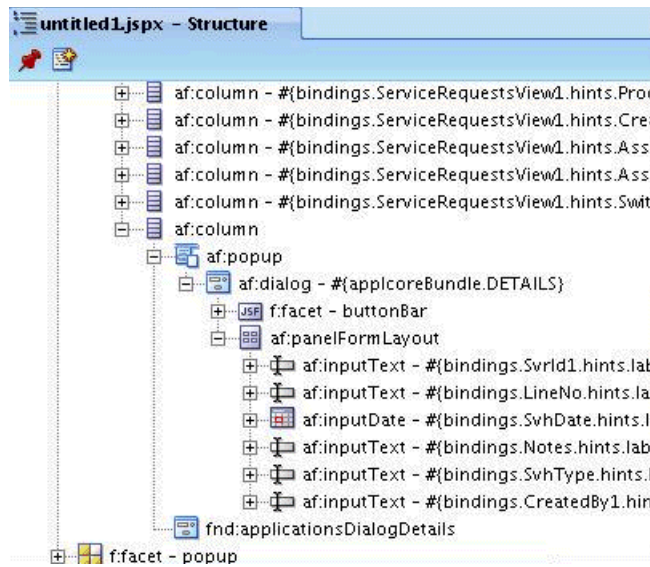 untitled1.jspx - Structure
af:column - #{bindings.ServiceRequestsView1.hints.Prod
af:column - #{bindings.ServiceRequestsView1.hints.Cre
af:column - #{bindings.ServiceRequestsView1.hints.Ass
af:column - #{bindings.ServiceRequestsView1.hints.Ass
af:column - #{bindings.ServiceRequestsView1.hints.Swit
af:column
af:popup
af:dialog - #{applcoreBundle.DETAILS}
JSF f:facet - buttonBar
af:panelFormLayout
af:inputText - #{bindings.SvrId1.hints.lab
af:inputText - #{bindings.LineNo.hints.la
af:inputDate - #{bindings.SvhDate.hints.l
af:inputText - #{bindings.Notes.hints.lab
af:inputText - #{bindings.SvhType.hints.
af:inputText - #{bindings.CreatedBy1.hin
fnd:applicationsDialogDetails
f:facet - popup